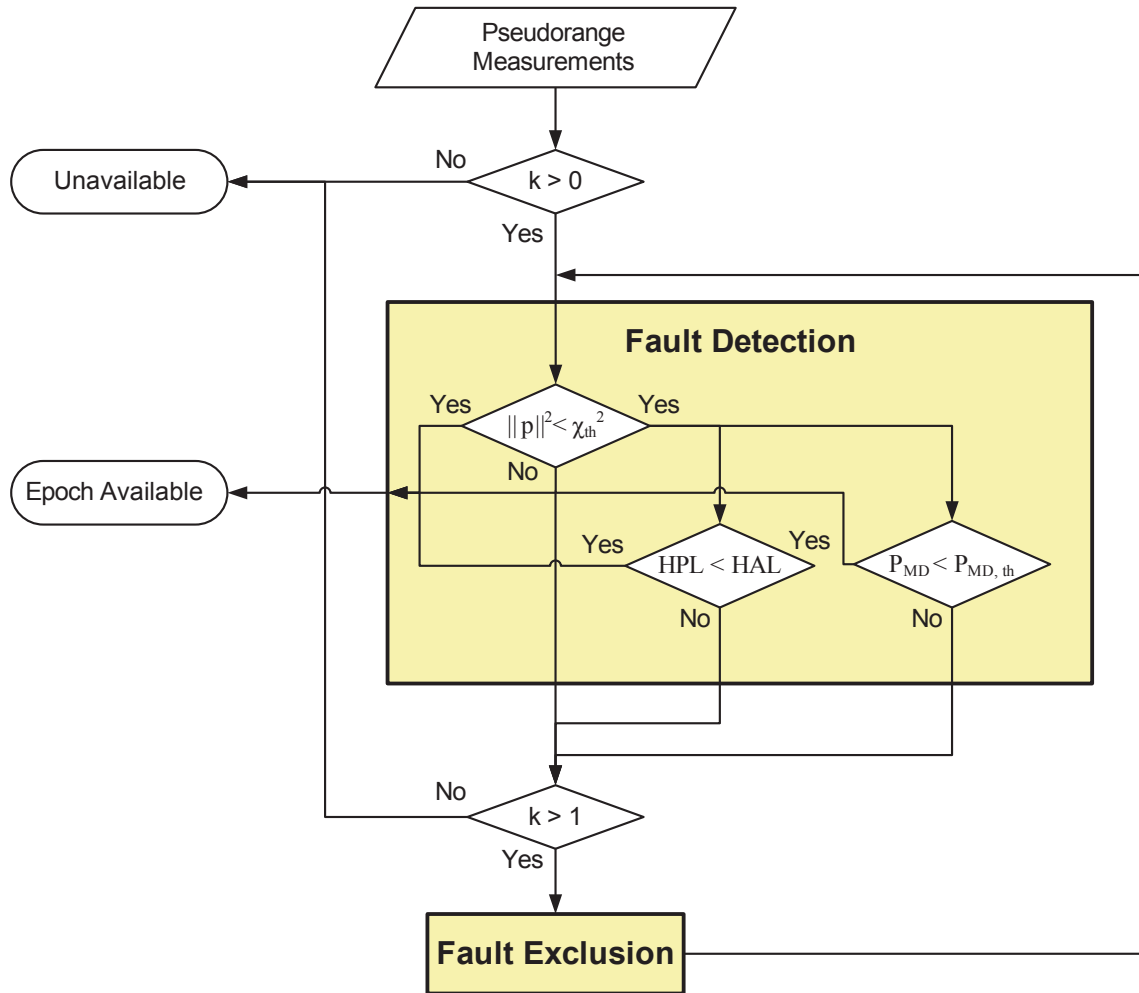 Pseudorange
Measurements
No
Unavailable
k > 0
Yes
Fault Detection
Yes
Yes
||p||²< χth²
No
Epoch Available
Yes
HPL < HAL
Yes
PMD < PMD, th
No
No
No
k > 1
Yes
Fault Exclusion